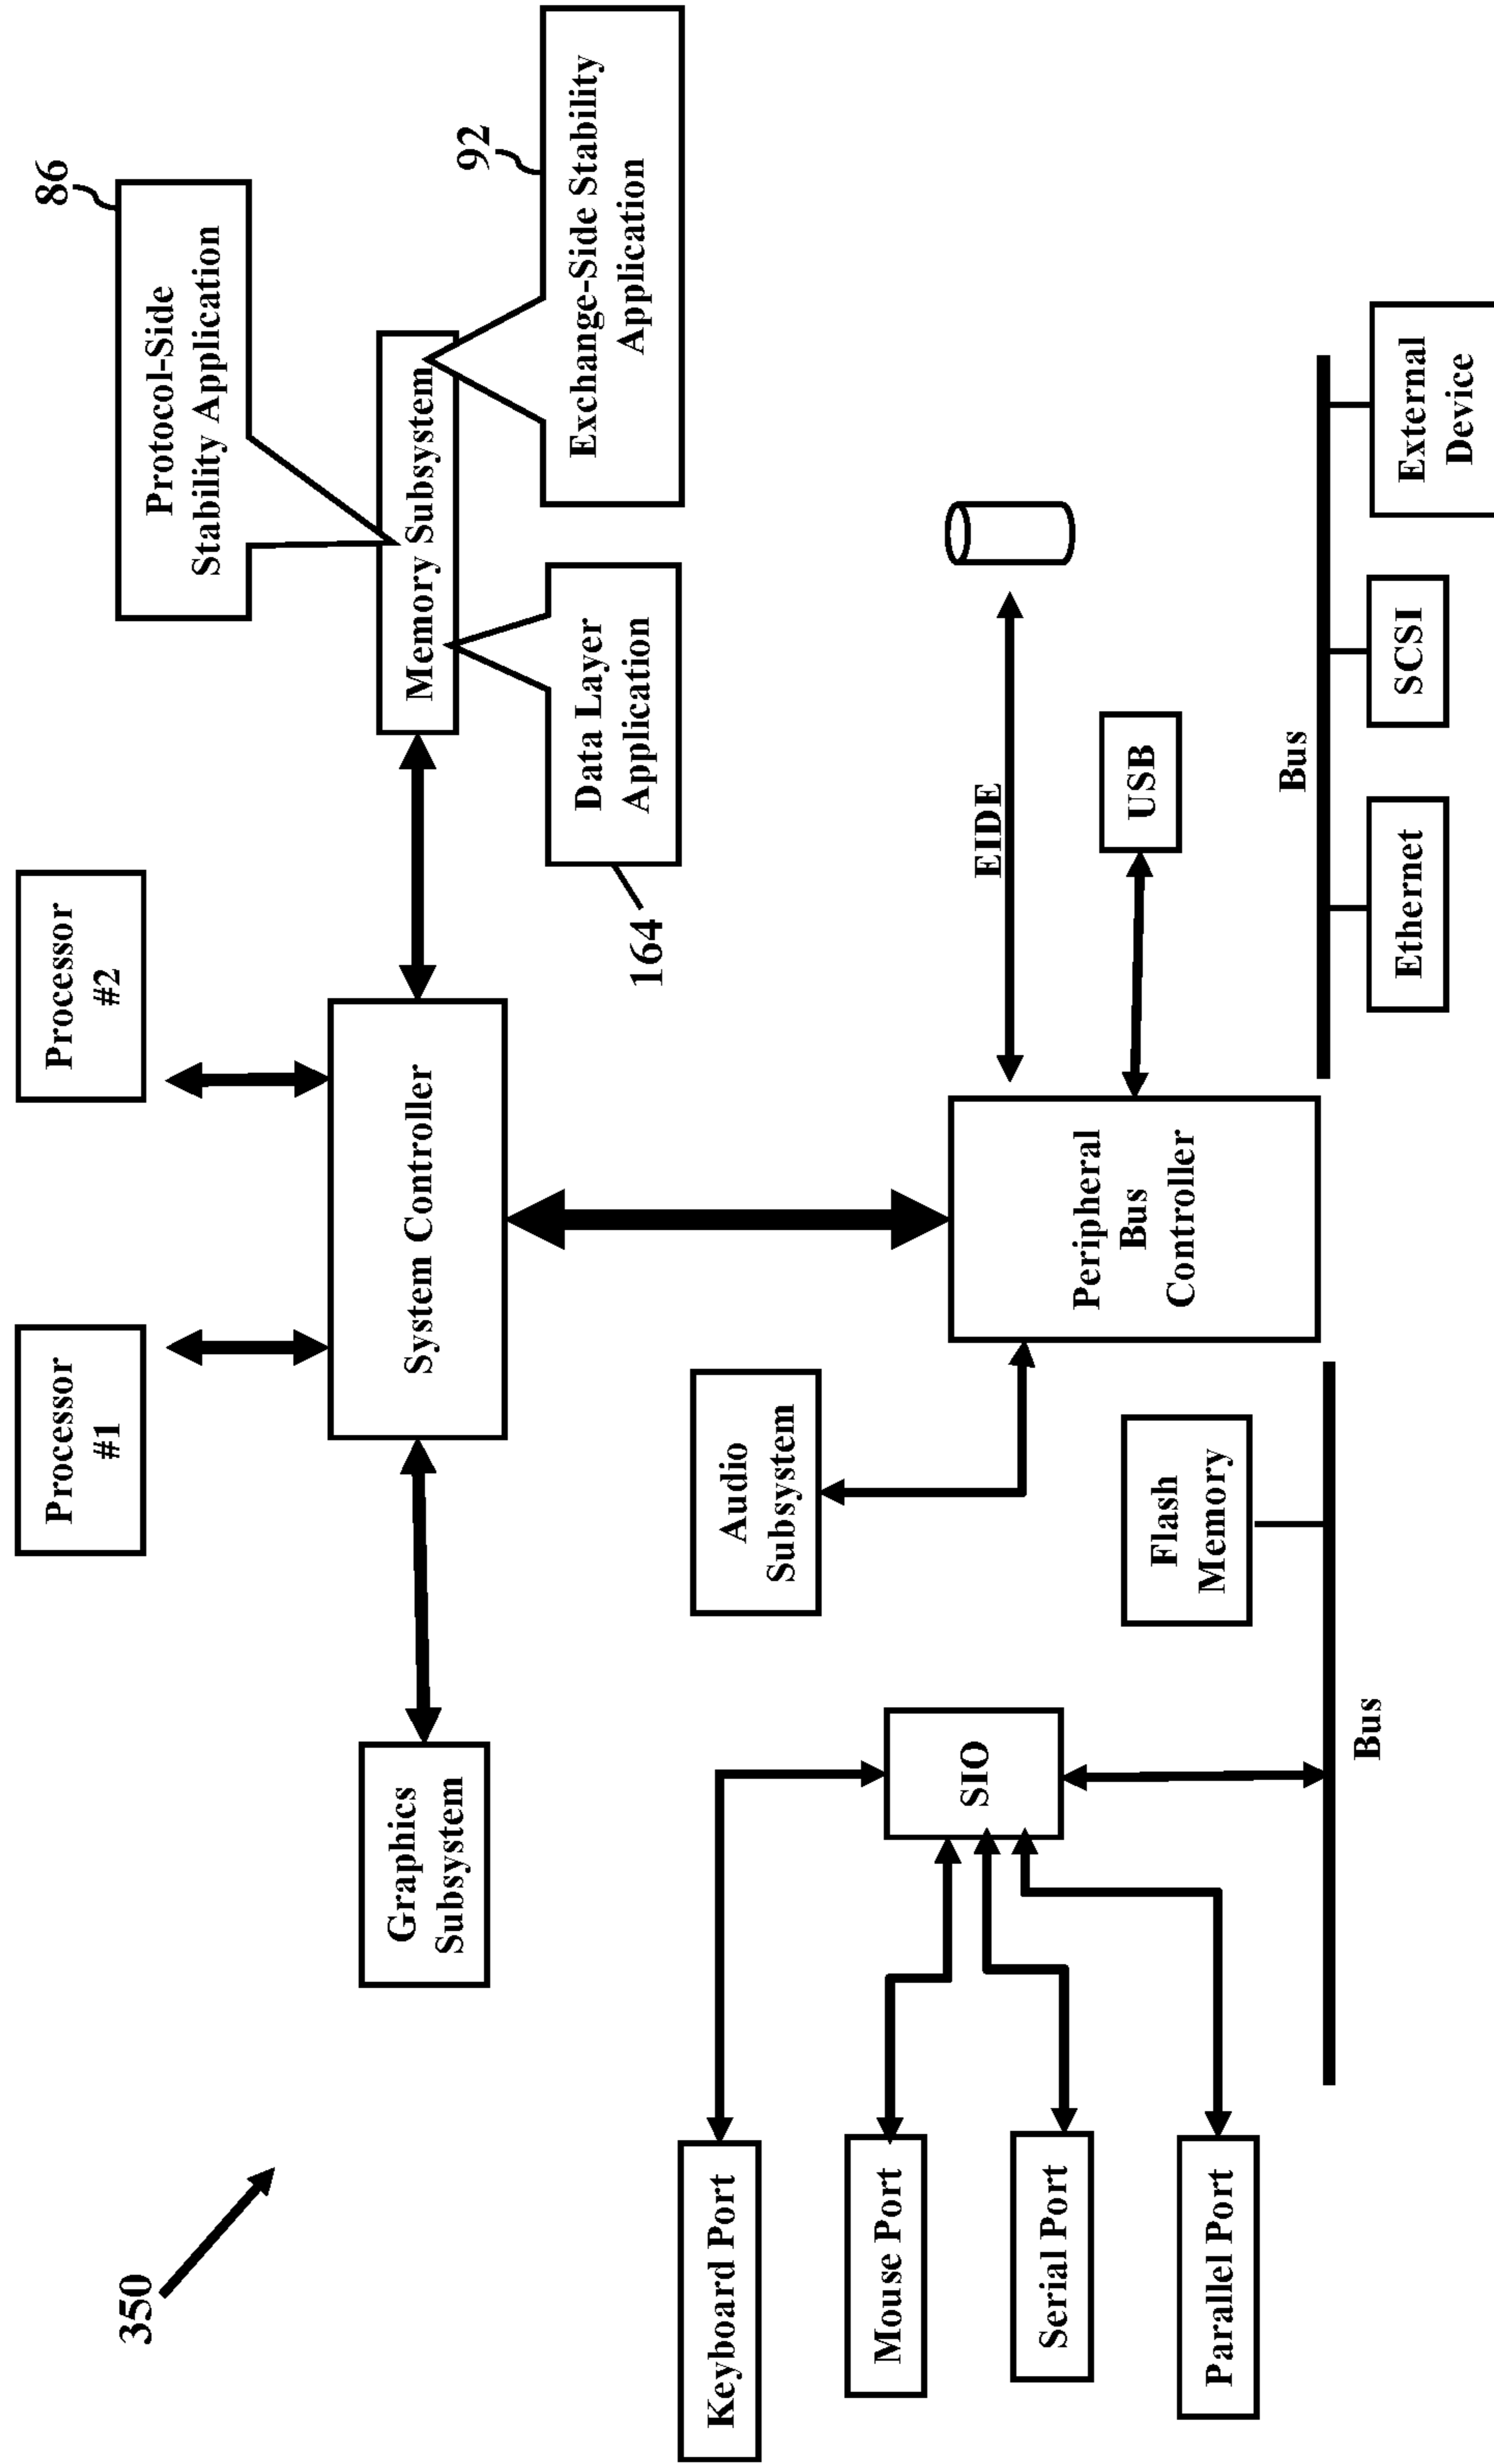 350
Processor
#1
Processor
#2
86
Protocol-Side
Stability Application
Graphics
Subsystem
System Controller
Memory Subsystem
92
Exchange-Side Stability
Application
Data Layer
Application
164
Keyboard Port
Mouse Port
Serial Port
Parallel Port
SIO
Audio
Subsystem
Flash
Memory
Bus
Peripheral
Bus
Controller
EIDE
USB
Bus
Ethernet
SCSI
External
Device